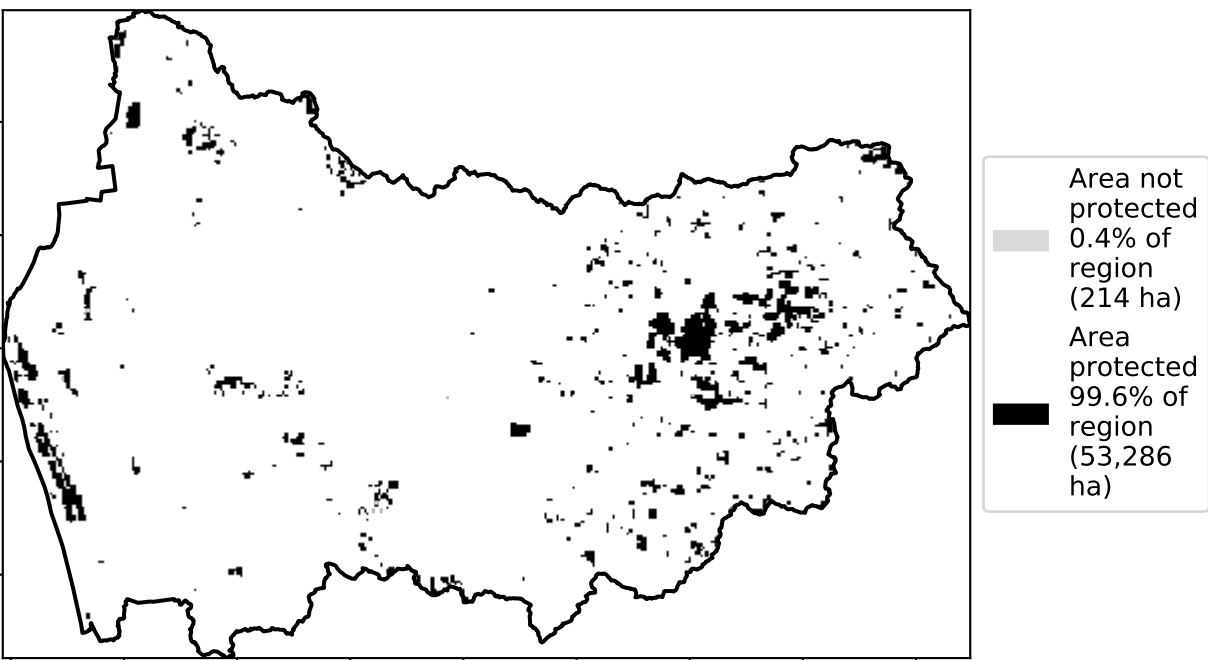 Area not
protected
0.4% of
region
(214 ha)
Area
protected
99.6% of
region
(53,286
ha)